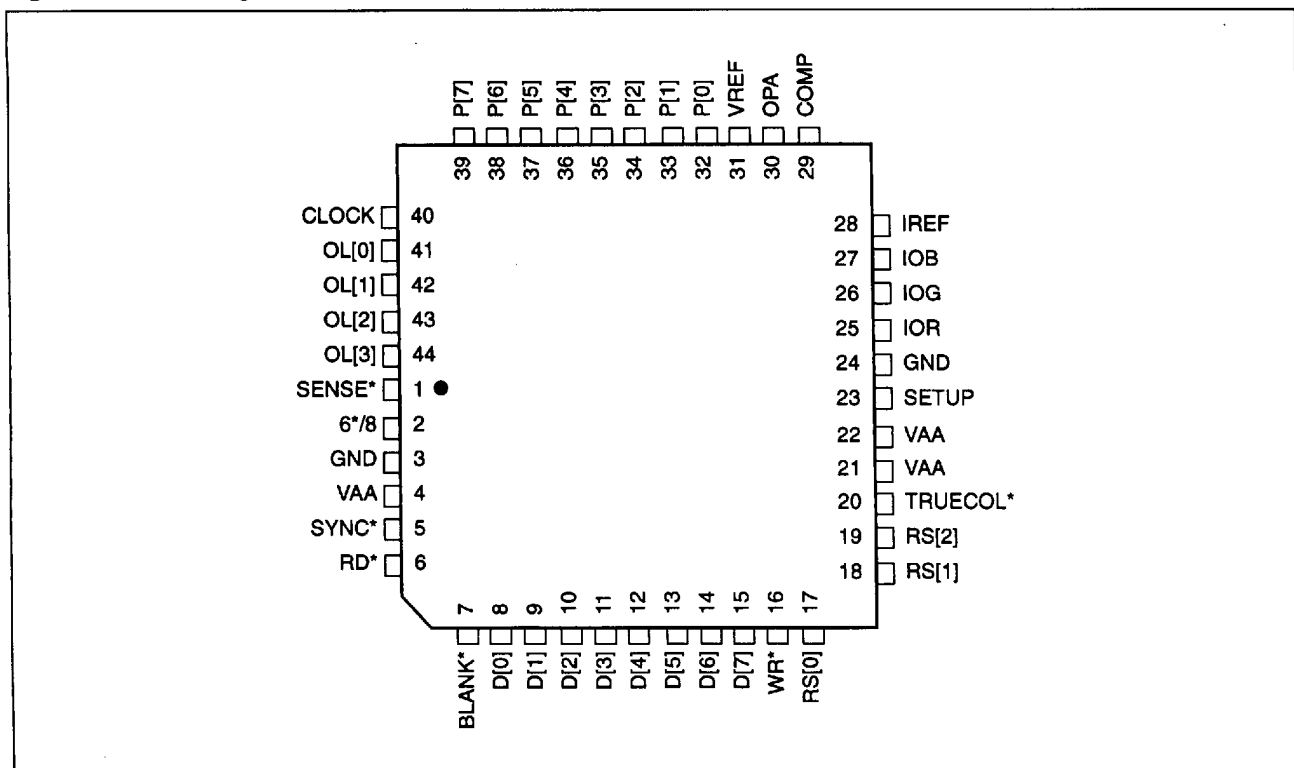 P[7] P[6] P[5] P[4] P[3] P[2] P[1] P[0] VREF OPA COMP
39 38 37 36 35 34 33 32 31 30 29
CLOCK 40
OL[0] 41
OL[1] 42
OL[2] 43
OL[3] 44
SENSE* 1
6*/8 2
GND 3
VAA 4
SYNC* 5
RD* 6
28 IREF
27 IOB
26 IOG
25 IOR
24 GND
23 SETUP
22 VAA
21 VAA
20 TRUECOL*
19 RS[2]
18 RS[1]
7 8 9 10 11 12 13 14 15 16 17
BLANK* D[0] D[1] D[2] D[3] D[4] D[5] D[6] D[7] WR* RS[0]